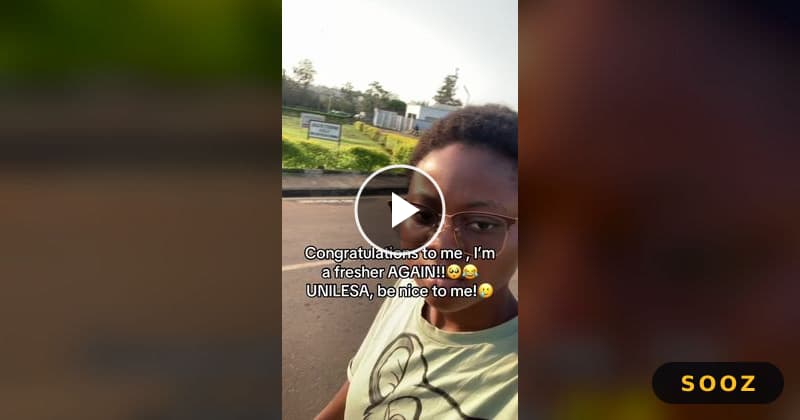 Congratulations to me , I'm
a fresher AGAIN!!🥺😂
UNILESA, be nice to me!🥲
SOOZ